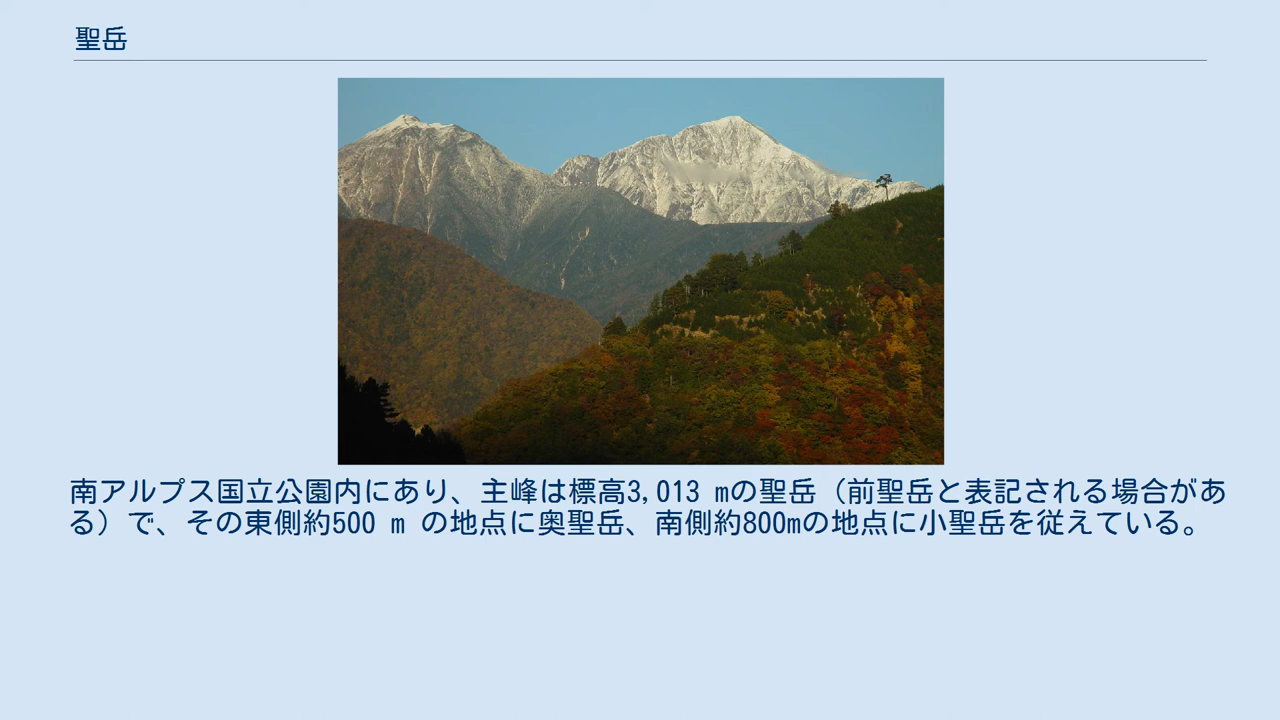 聖岳
南アルプス国立公園内にあり、主峰は標高3,013 mの聖岳（前聖岳と表記される場合があ
る）で、その東側約500 m の地点に奥聖岳、南側約800mの地点に小聖岳を従えている。